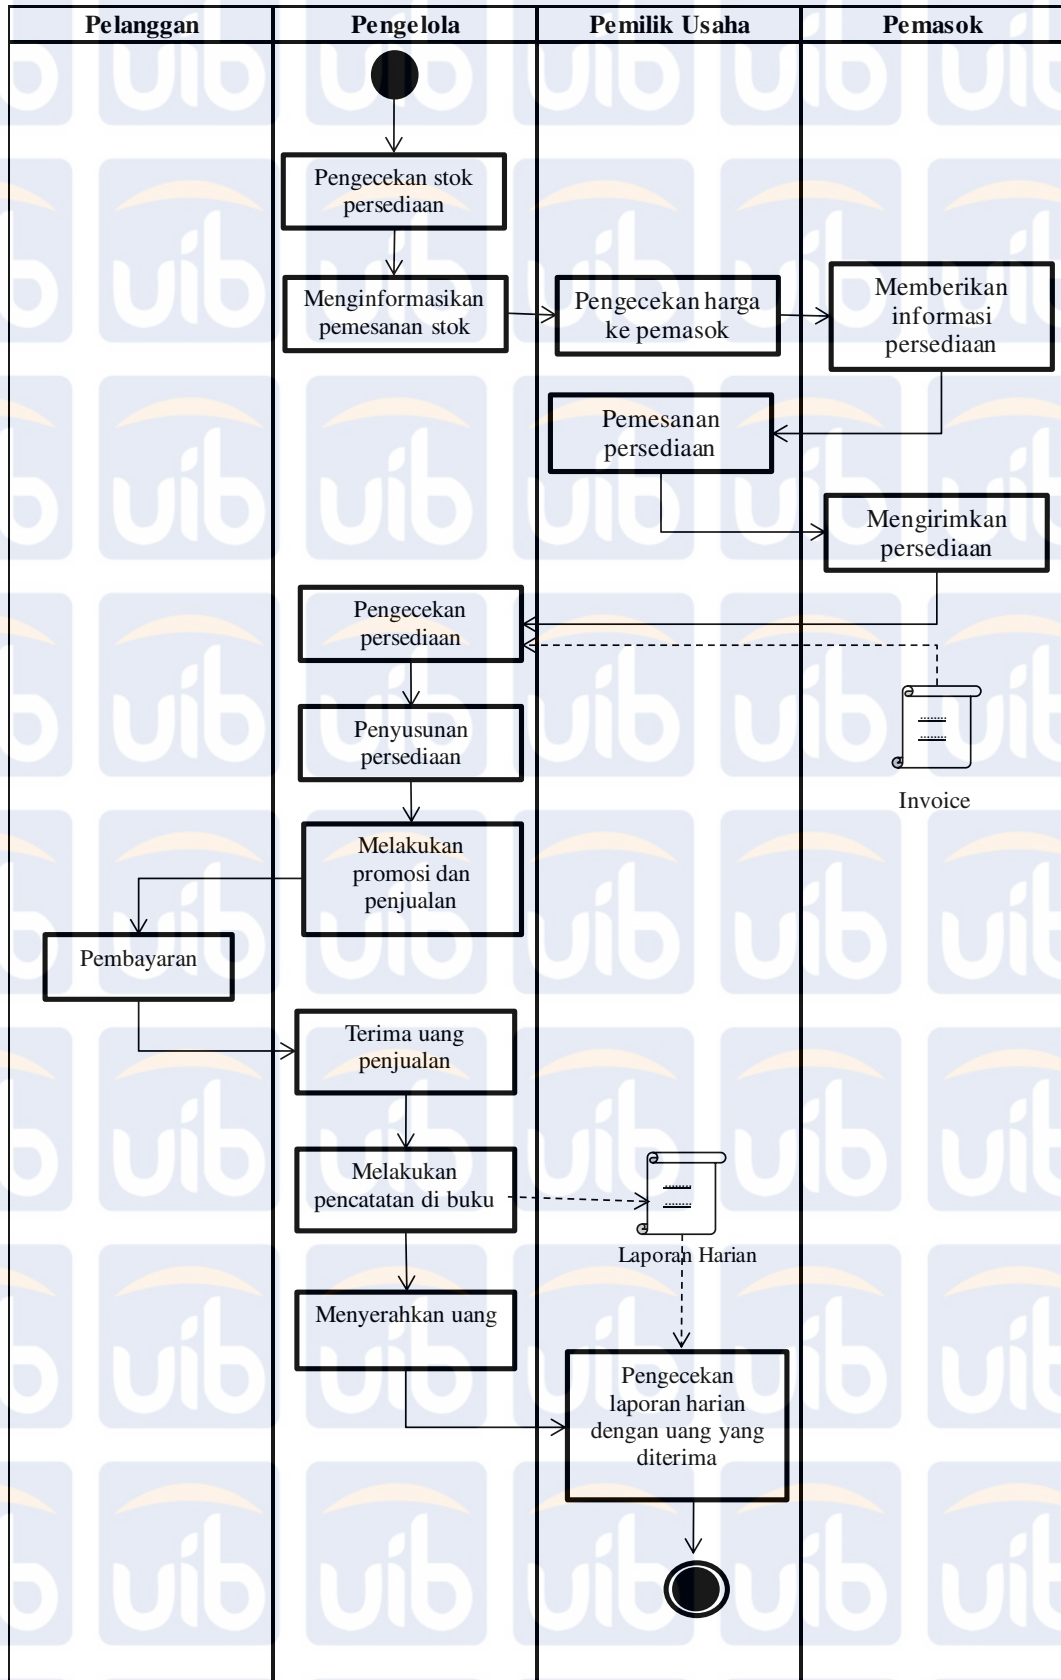 Pelanggan
Pengelola
Pemilik Usaha
Pemasok
Pengecekan stok
persediaan
Menginformasikan
pemesanan stok
Pengecekan harga
ke pemasok
Memberikan
informasi
persediaan
Pemesanan
persediaan
Mengirimkan
persediaan
Pengecekan
persediaan
Penyusunan
persediaan
Invoice
Melakukan
promosi dan
penjualan
Pembayaran
Terima uang
penjualan
Melakukan
pencatatan di buku
Laporan Harian
Menyerahkan uang
Pengecekan
laporan harian
dengan uang yang
diterima
uib